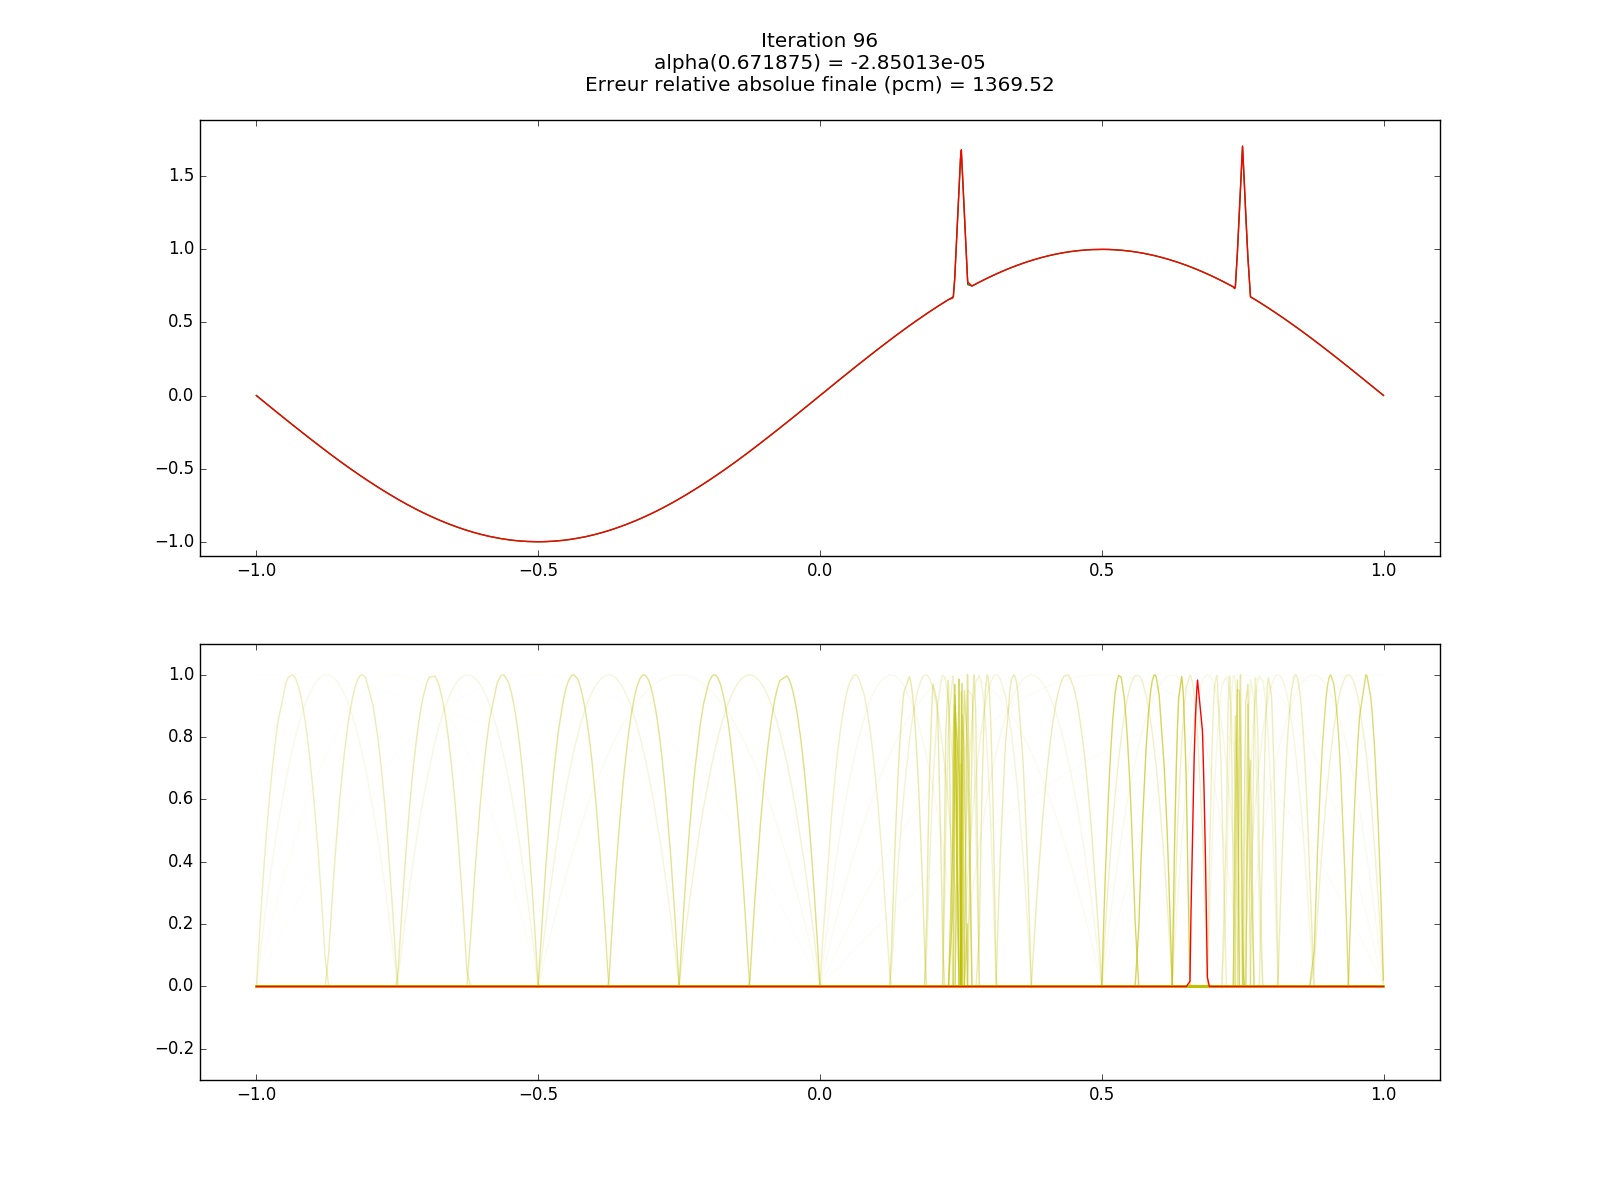 Iteration 96
alpha(0.671875) = -2.85013e-05
Erreur relative absolue finale (pcm) = 1369.52
1.5
1.0
0.5
0.0
−0.5
−1.0
−1.0 −0.5 0.0 0.5 1.0
1.0
0.8
0.6
0.4
0.2
0.0
−0.2
−1.0 −0.5 0.0 0.5 1.0